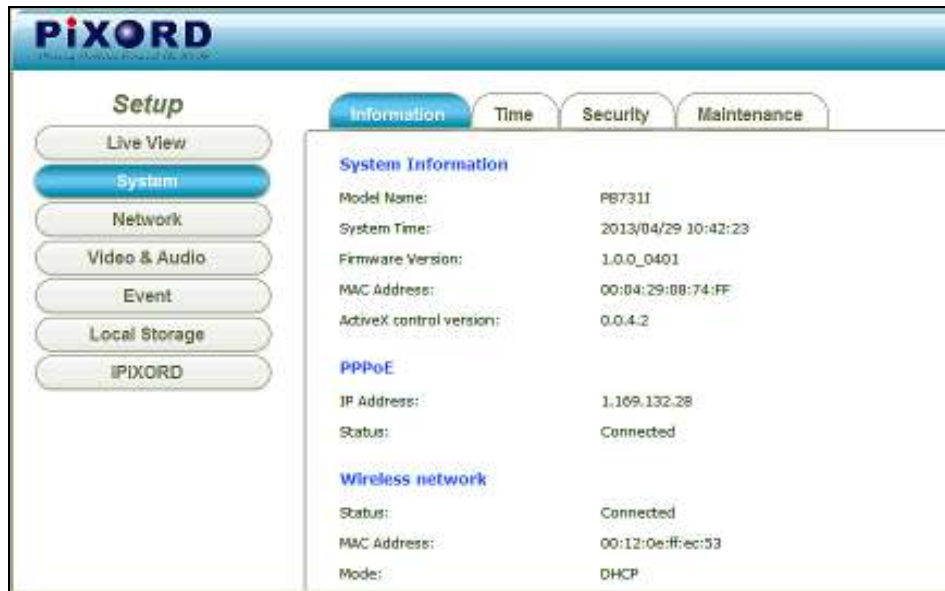 PiXORD
Setup
Live View
System
Network
Video & Audio
Event
Local Storage
IPIXORD
Information Time Security Maintenance
System Information
Model Name: PB731I
System Time: 2013/04/29 10:42:23
Firmware Version: 1.0.0_0401
MAC Address: 00:04:29:08:74:FF
ActiveX control version: 0.0.4.2
PPPoE
IP Address: 1.169.132.28
Status: Connected
Wireless network
Status: Connected
MAC Address: 00:12:0e:ff:ec:53
Mode: DHCP